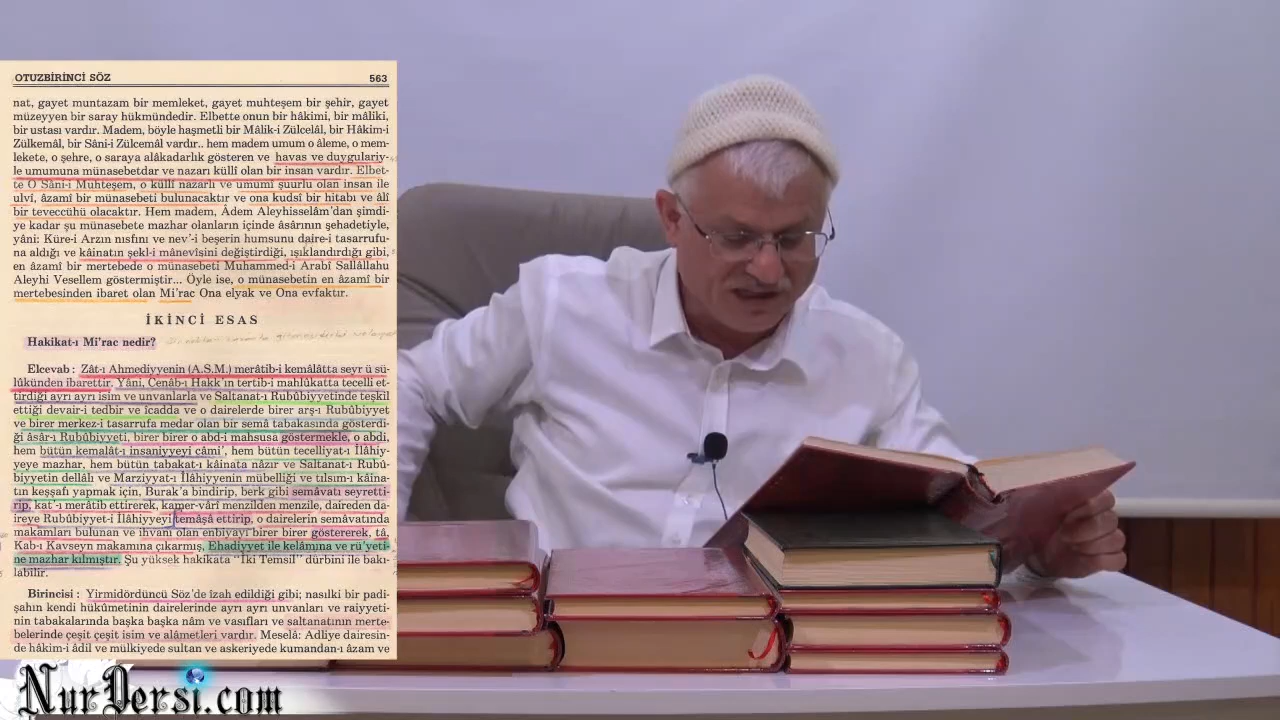 OTUZBİRİNCİ SÖZ 563
nat, gayet muntazam bir memleket, gayet muhteşem bir şehir, gayet
müzeyyen bir saray hükmündedir. Elbette onun bir hâkimi, bir mâliki,
bir ustası vardır. Madem, böyle haşmetli bir Mâlik-i Zülcelâl, bir Hâkim-i
Zülkemâl, bir Sâni-i Zülcemâl vardır.. hem madem umum o âleme, o mem-
lekete, o şehre, o saraya alâkadarlık gösteren ve havas ve duygulariy-
le umumuna münasebetdar ve nazarı küllî olan bir insan vardır. Elbet-
te O Sâni-i Muhteşem, o küllî nazarlı ve umumî şuurlu olan insan ile
ulvî, âzamî bir münasebeti bulunacaktır ve ona kudsî bir hitabı ve âlî
bir teveccühü olacaktır. Hem madem, Âdem Aleyhisselâm'dan şimdi-
ye kadar şu münasebete mazhar olanların içinde âsârının şehadetiyle,
yâni: Küre-i Arzın nısfını ve nev'-i beşerin humsunu daire-i tasarrufu-
na aldığı ve kâinatın şekl-i mânevîsini değiştirdiği, ışıklandırdığı gibi,
en âzamî bir mertebede o münasebeti Muhammed-i Arabî Sallâllahu
Aleyhi Vesellem göstermiştir... Öyle ise, o münasebetin en âzamî bir
mertebesinden ibaret olan Mi'rac Ona elyak ve Ona evfaktır.
İKİNCİ ESAS
Hakikat-ı Mi'rac nedir?
Elcevab : Zât-ı Ahmediyyenin (A.S.M.) merâtib-i kemâlâtta seyr ü sü-
lûkünden ibarettir. Yâni, Cenâb-ı Hakk'ın tertib-i mahlûkatta tecelli et-
tirdiği ayrı ayrı isim ve unvanlarla ve Saltanat-ı Rubûbiyyetinde teşkil
ettiği devair-i tedbir ve îcadda ve o dairelerde birer arş-ı Rubûbiyyet
ve birer merkez-i tasarrufa medar olan bir semâ tabakasında gösterdi-
ği âsâr-ı Rubûbiyyeti, birer birer o abd-i mahsusa göstermekle, o abdi,
hem bütün kemalât-ı insaniyyeyi câmi', hem bütün tecelliyat-ı İlâhiy-
yeye mazhar, hem bütün tabakat-ı kâinata nâzır ve Saltanat-ı Rubû-
biyyetin dellâlı ve Marziyyat-ı İlâhiyyenin mübelliği ve tılsım-ı kâina-
tın keşşafı yapmak için, Burak'a bindirip, berk gibi semâvatı seyretti-
rip, kat'-ı merâtib ettirerek, kamer-vâri menzilden menzile, daireden da-
ireye Rubûbiyyet-i İlâhiyyeyi temâşâ ettirip, o dairelerin semâvatında
makamları bulunan ve ihvanı olan enbiyayı birer birer göstererek, tâ,
Kab-ı Kavseyn makamına çıkarmış, Ehadiyyet ile kelâmına ve rü'yeti-
ne mazhar kılmıştır. Şu yüksek hakikata "İki Temsil" dürbini ile bakı-
labilir.
Birincisi : Yirmidördüncü Söz'de îzah edildiği gibi; nasılki bir padi-
şahın kendi hükûmetinin dairelerinde ayrı ayrı unvanları ve raiyyeti-
nin tabakalarında başka başka nâm ve vasıfları ve saltanatının merte-
belerinde çeşit çeşit isim ve alâmetleri vardır. Meselâ: Adliye dairesin-
de hâkim-i âdil ve mülkiyede sultan ve askeriyede kumandan-ı âzam ve
NurDersi.com